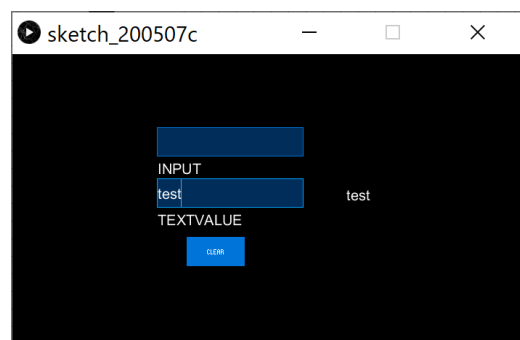 sketch_200507c
INPUT
test test
TEXTVALUE
CLEAR